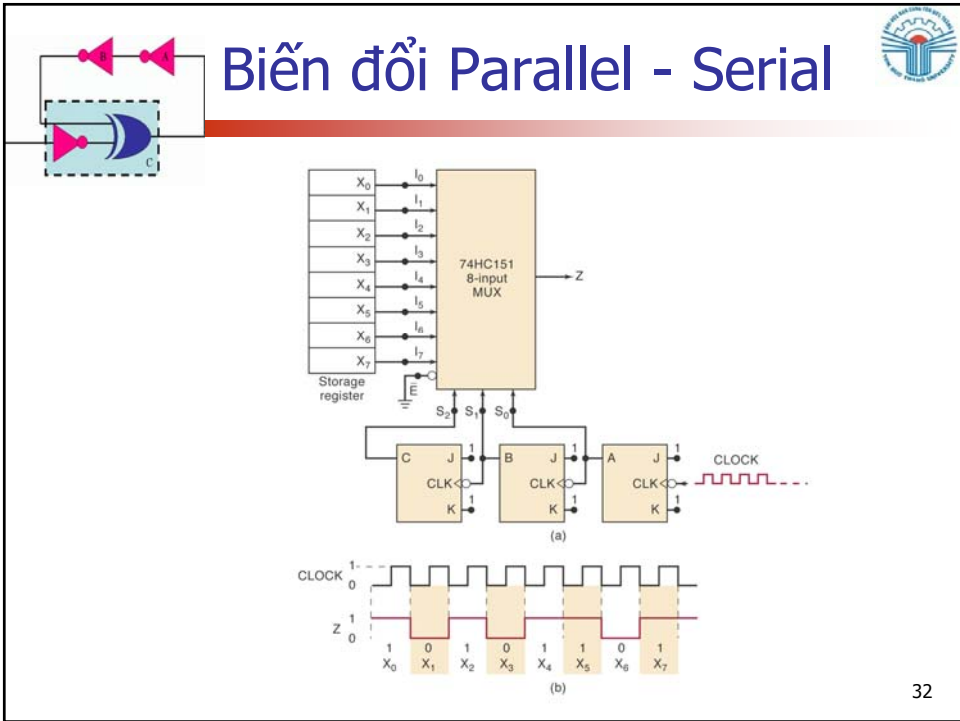 B A
C
Biến đổi Parallel - Serial
X₀ I₀
X₁ I₁
X₂ I₂
X₃ I₃
X₄ I₄
X₅ I₅
X₆ I₆
X₇ I₇
74HC151
8-input
MUX
Z
Storage
register
E̅
S₂ S₁ S₀
C J 1 B J 1 A J 1
CLOCK
CLK CLK CLK
K 1 K 1 K 1
(a)
CLOCK 1 0
Z 1 0
1 0 1 0 1 1 0 1
X₀ X₁ X₂ X₃ X₄ X₅ X₆ X₇
(b)
32